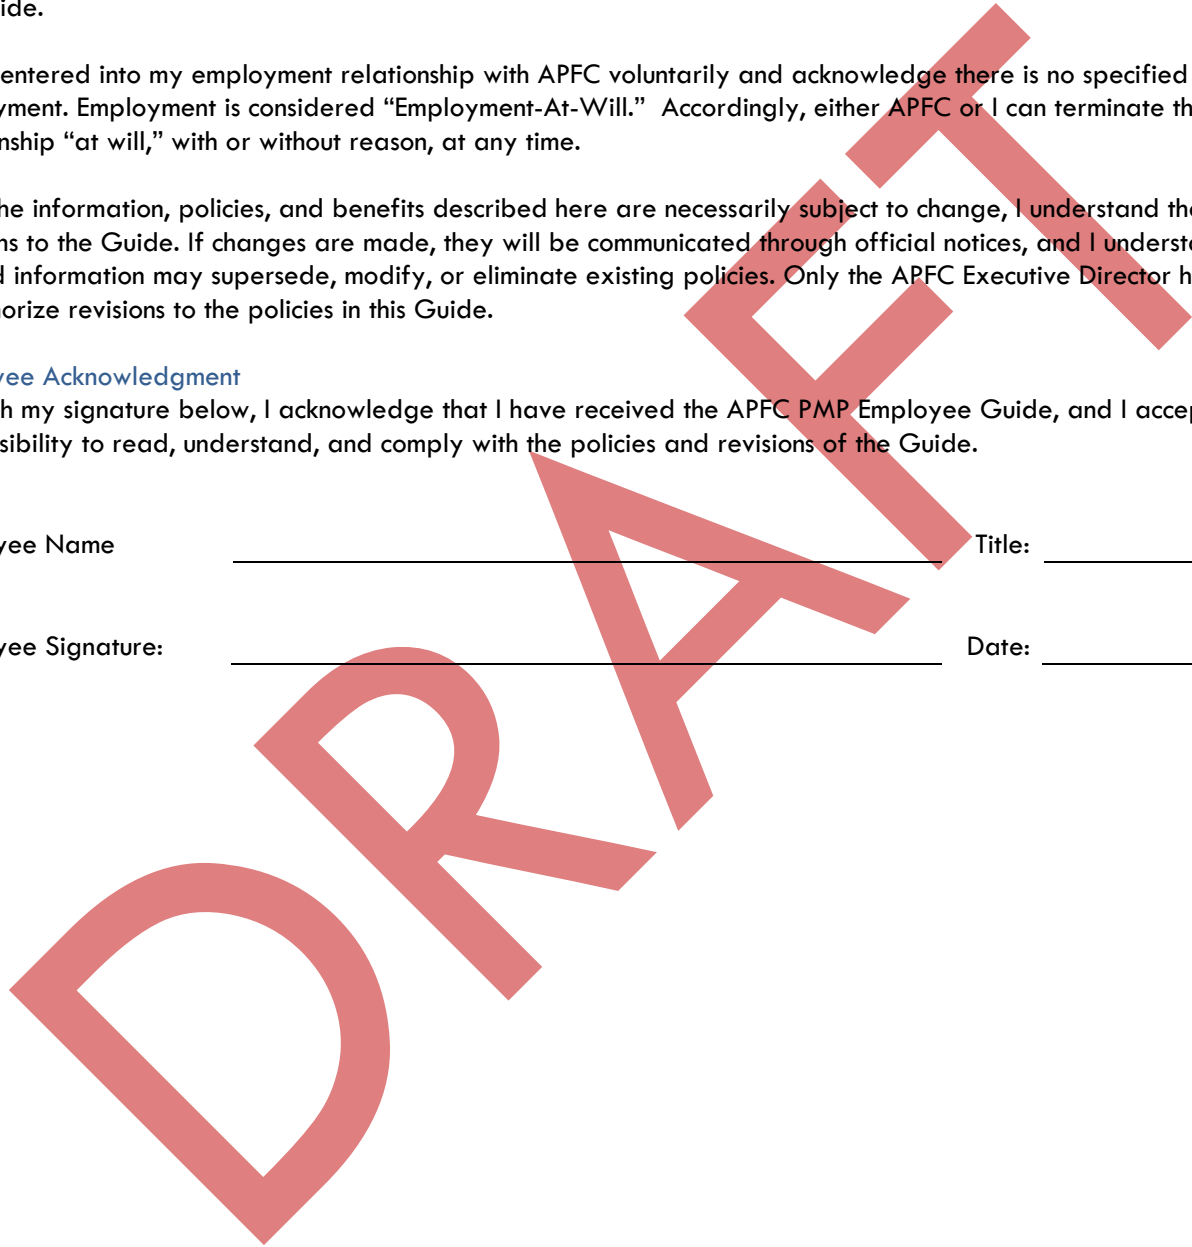 ide.
entered into my employment relationship with APFC voluntarily and acknowledge there is no specified
yment. Employment is considered “Employment-At-Will.”  Accordingly, either APFC or I can terminate th
nship “at will,” with or without reason, at any time.
he information, policies, and benefits described here are necessarily subject to change, I understand tha
ns to the Guide. If changes are made, they will be communicated through official notices, and I understa
d information may supersede, modify, or eliminate existing policies. Only the APFC Executive Director h
orize revisions to the policies in this Guide.
yee Acknowledgment
h my signature below, I acknowledge that I have received the APFC PMP Employee Guide, and I accep
sibility to read, understand, and comply with the policies and revisions of the Guide.
yee Name Title:
yee Signature: Date:
DRAFT